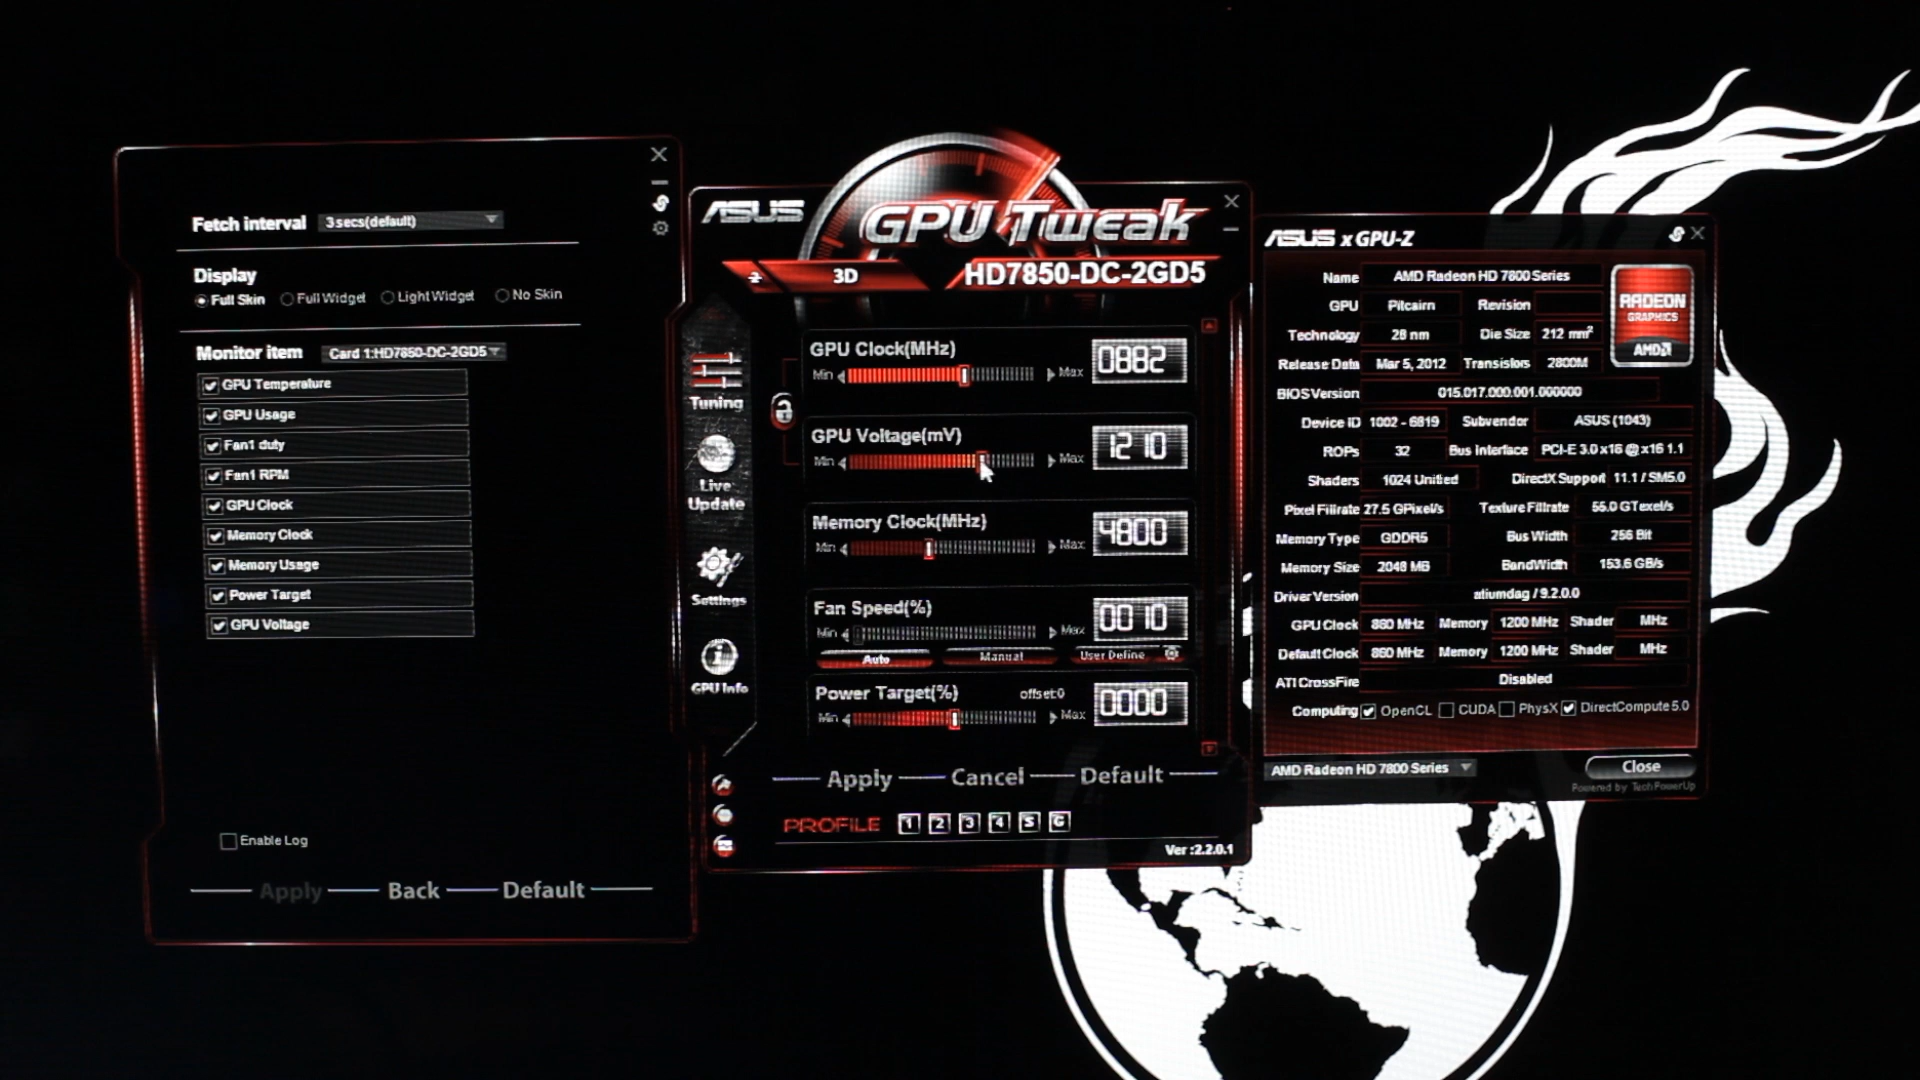 Fetch interval 3 secs(default)
Display
Full Skin Full Widget Light Widget No Skin
Monitor item Card 1:HD7850-DC-2GD5
GPU Temperature
GPU Usage
Fan1 duty
Fan1 RPM
GPU Clock
Memory Clock
Memory Usage
Power Target
GPU Voltage
Enable Log
Apply Back Default
ASUS GPU Tweak
2 3D HD7850-DC-2GD5
Tuning
Live
Update
Settings
GPU Info
GPU Clock(MHz)
Min Max 0882
GPU Voltage(mV)
Min Max 1210
Memory Clock(MHz)
Min Max 4800
Fan Speed(%)
Min Max 0010
Auto Manual User Define
Power Target(%) offset:0
Min Max 0000
Apply Cancel Default
PROFILE 1 2 3 4 S G
Ver :2.2.0.1
ASUS x GPU-Z
Name AMD Radeon HD 7800 Series
GPU Pitcairn Revision
Technology 28 nm Die Size 212 mm²
Release Data Mar 5, 2012 Transistors 2800M
BIOS Version 015.017.000.001.000000
Device ID 1002 - 6819 Subvendor ASUS (1043)
ROPs 32 Bus Interface PCI-E 3.0 x16 @ x16 1.1
Shaders 1024 Unified DirectX Support 11.1 / SM5.0
Pixel Fillrate 27.5 GPixel/s Texture Fillrate 55.0 GTexel/s
Memory Type GDDR5 Bus Width 256 Bit
Memory Size 2048 MB BandWidth 153.6 GB/s
Driver Version atiumdag / 9.2.0.0
GPU Clock 860 MHz Memory 1200 MHz Shader MHz
Default Clock 860 MHz Memory 1200 MHz Shader MHz
ATI CrossFire Disabled
Computing OpenCL CUDA PhysX DirectCompute 5.0
AMD Radeon HD 7800 Series Close
Powered by TechPowerUp
RADEON
GRAPHICS
AMD